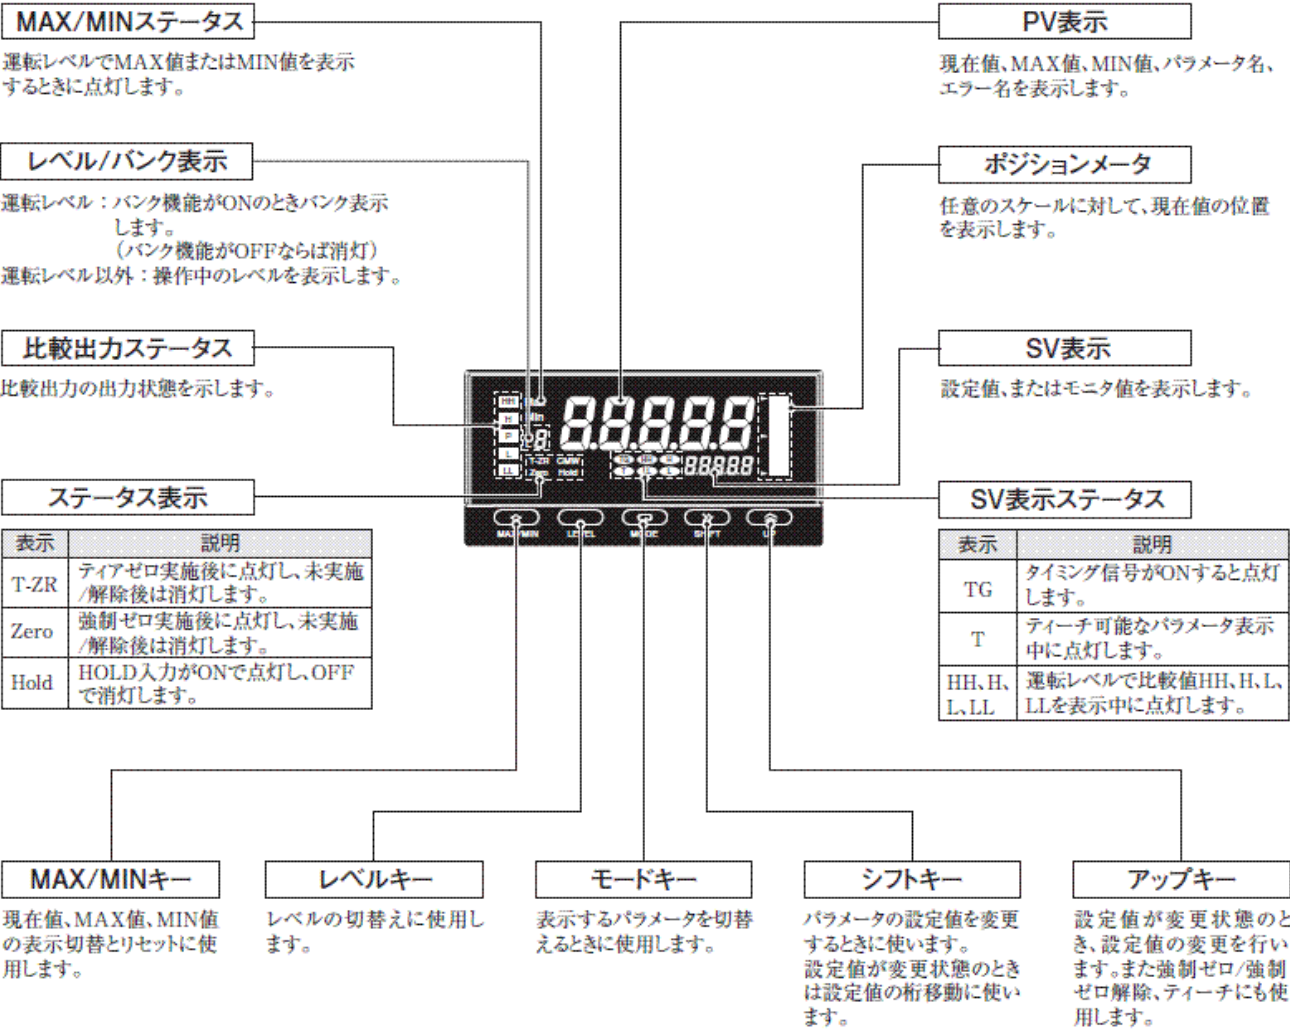 MAX/MINステータス
運転レベルでMAX値またはMIN値を表示
するときに点灯します。
レベル/バンク表示
運転レベル：バンク機能がONのときバンク表示
します。
（バンク機能がOFFならば消灯）
運転レベル以外：操作中のレベルを表示します。
比較出力ステータス
比較出力の出力状態を示します。
ステータス表示
表示 説明
T-ZR ティアゼロ実施後に点灯し、未実施
/解除後は消灯します。
Zero 強制ゼロ実施後に点灯し、未実施
/解除後は消灯します。
Hold HOLD入力がONで点灯し、OFF
で消灯します。
PV表示
現在値、MAX値、MIN値、パラメータ名、
エラー名を表示します。
ポジションメータ
任意のスケールに対して、現在値の位置
を表示します。
SV表示
設定値、またはモニタ値を表示します。
SV表示ステータス
表示 説明
TG タイミング信号がONすると点灯
します。
T ティーチ可能なパラメータ表示
中に点灯します。
HH、H、
L、LL
運転レベルで比較値HH、H、L、
LLを表示中に点灯します。
HH
H
P
L
LL
8.8.8.8.8
T-ZR CMW
Zero Hold
TG HH H
T LL L
88888
MAX/MIN LEVEL MODE SHIFT UP
MAX/MINキー
現在値、MAX値、MIN値
の表示切替とリセットに使
用します。
レベルキー
レベルの切替えに使用し
ます。
モードキー
表示するパラメータを切替
えるときに使用します。
シフトキー
パラメータの設定値を変更
するときに使います。
設定値が変更状態のとき
は設定値の桁移動に使い
ます。
アップキー
設定値が変更状態のと
き、設定値の変更を行い
ます。また強制ゼロ/強制
ゼロ解除、ティーチにも使
用します。